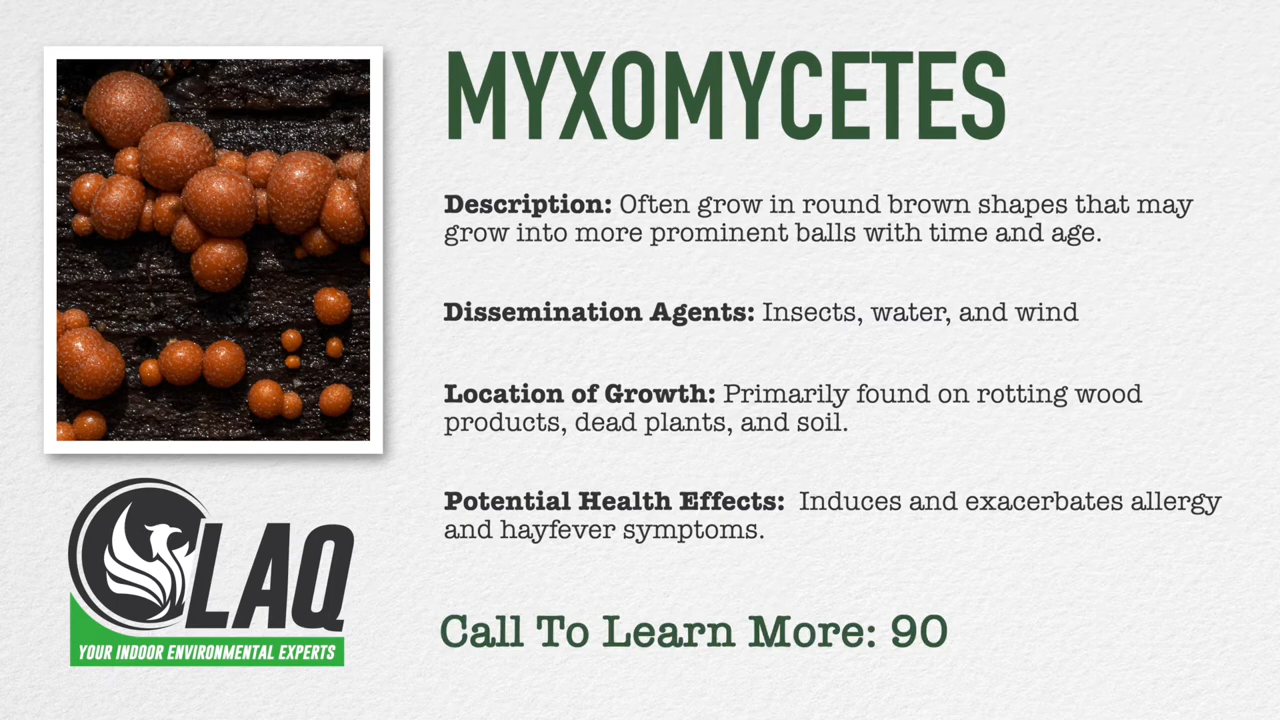 MYXOMYCETES
Description: Often grow in round brown shapes that may
grow into more prominent balls with time and age.
Dissemination Agents: Insects, water, and wind
Location of Growth: Primarily found on rotting wood
products, dead plants, and soil.
Potential Health Effects:  Induces and exacerbates allergy
and hayfever symptoms.
LAQ
YOUR INDOOR ENVIRONMENTAL EXPERTS
Call To Learn More: 90